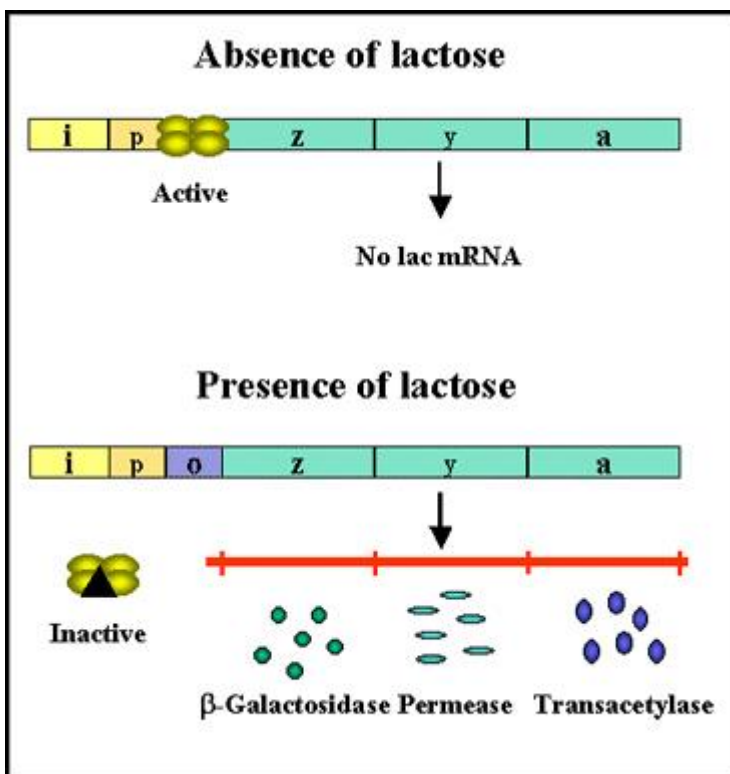 Absence of lactose
i p z y a
Active
No lac mRNA
Presence of lactose
i p o z y a
Inactive
β-Galactosidase Permease Transacetylase